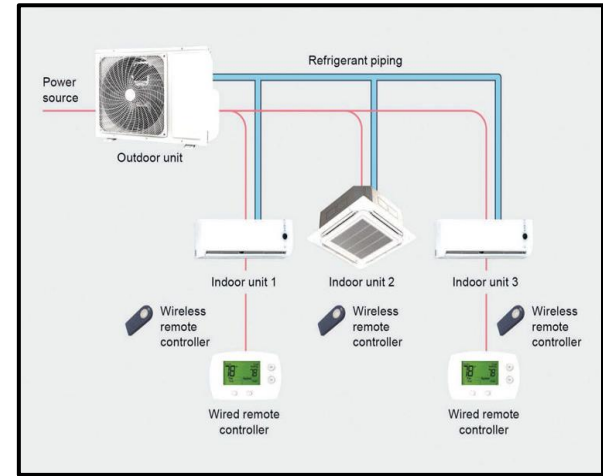 Refrigerant piping
Power
source
Outdoor unit
Indoor unit 1
Indoor unit 2
Indoor unit 3
Wireless
remote
controller
Wireless
remote
controller
Wireless
remote
controller
Wired remote
controller
Wired remote
controller